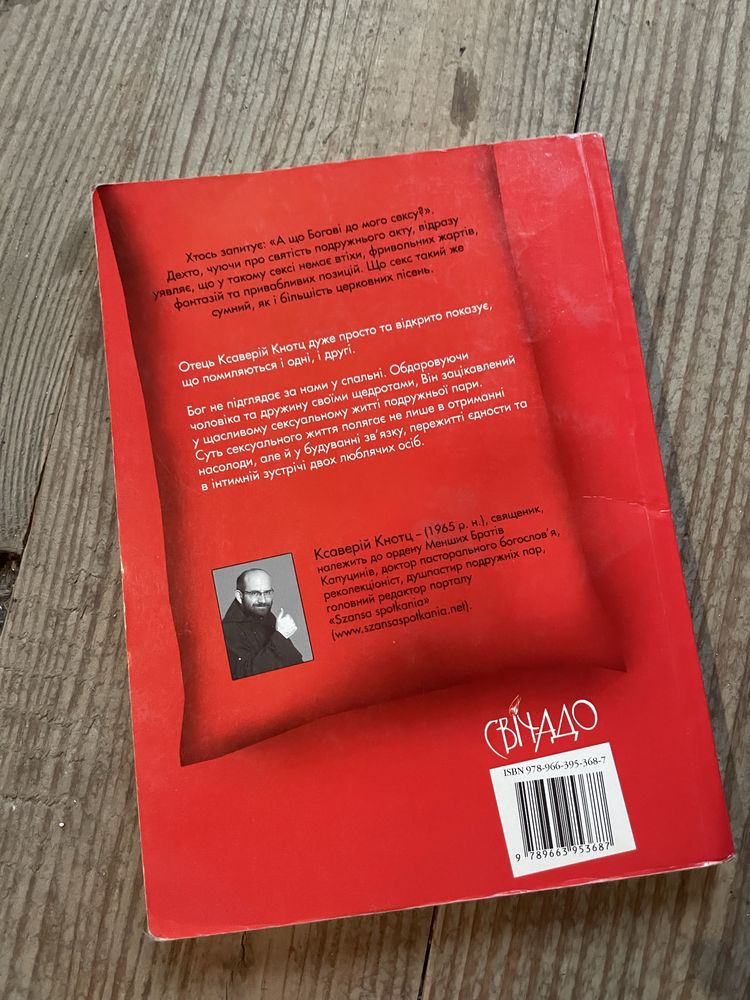 Хтось запитує: «А що Богові до мого сексу?».
Дехто, чуючи про святість подружнього акту, відразу
уявляє, що у такому сексі немає втіхи, фривольних жартів,
фантазій та привабливих позицій. Що секс такий же
сумний, як і більшість церковних пісень.
Отець Ксаверій Кнотц дуже просто та відкрито показує,
що помиляються і одні, і другі.
Бог не підглядає за нами у спальні. Обдаровуючи
чоловіка та дружину своїми щедротами, Він зацікавлений
у щасливому сексуальному житті подружньої пари.
Суть сексуального життя полягає не лише в отриманні
насолоди, але й у будуванні зв'язку, пережитті єдности та
в інтимній зустрічі двох люблячих осіб.
Ксаверій Кнотц – (1965 р. н.), священик,
належить до ордену Менших Братів
Капуцинів, доктор пасторального богослов'я,
реколекціоніст, душпастир подружніх пар,
головний редактор порталу
«Szansa spotkania»
(www.szansaspotkania.net).
СВІЧАДО
ISBN 978-966-395-368-7
9 789663 953687